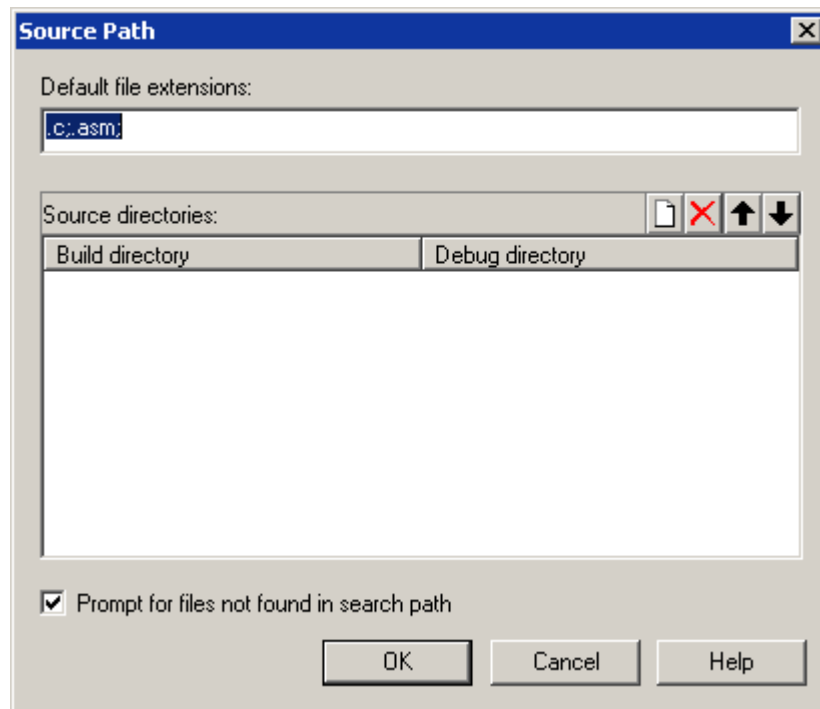 Source Path
Default file extensions:
.c;.asm;
Source directories:
Build directory Debug directory
Prompt for files not found in search path
OK Cancel Help